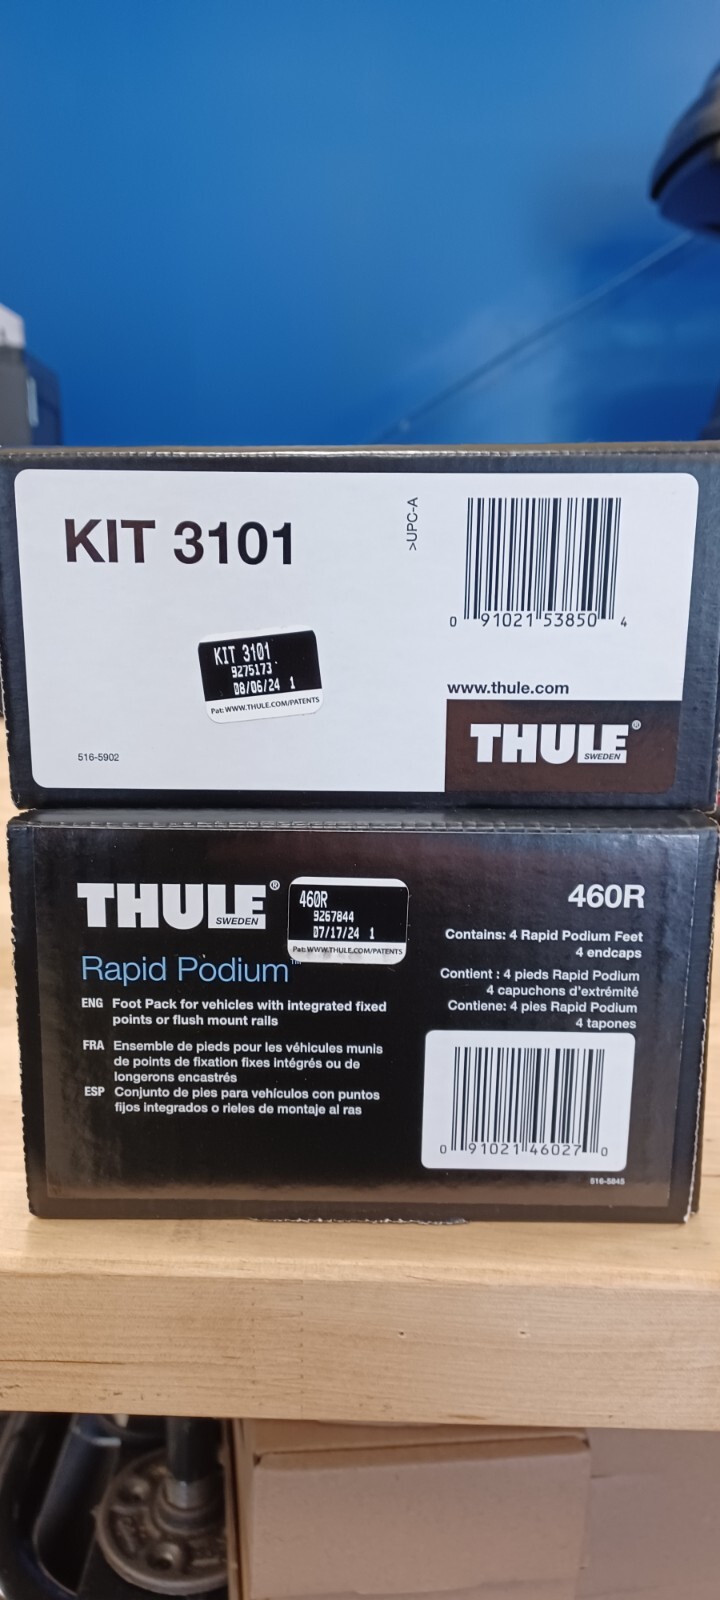 KIT 3101
>UPC-A
0 91021 53850 4
KIT 3101
9275173
08/06/24 1
Pat: WWW.THULE.COM/PATENTS
www.thule.com
THULE®
SWEDEN
516-5902
THULE®
SWEDEN
460R
9267844
07/17/24 1
Pat: WWW.THULE.COM/PATENTS
460R
Contains: 4 Rapid Podium Feet
4 endcaps
Contient : 4 pieds Rapid Podium
4 capuchons d'extrémité
Contiene: 4 pies Rapid Podium
4 tapones
Rapid Podium™
ENG Foot Pack for vehicles with integrated fixed
points or flush mount rails
FRA Ensemble de pieds pour les véhicules munis
de points de fixation fixes intégrés ou de
longerons encastrés
ESP Conjunto de pies para vehículos con puntos
fijos integrados o rieles de montaje al ras
0 91021 46027 0
516-5845